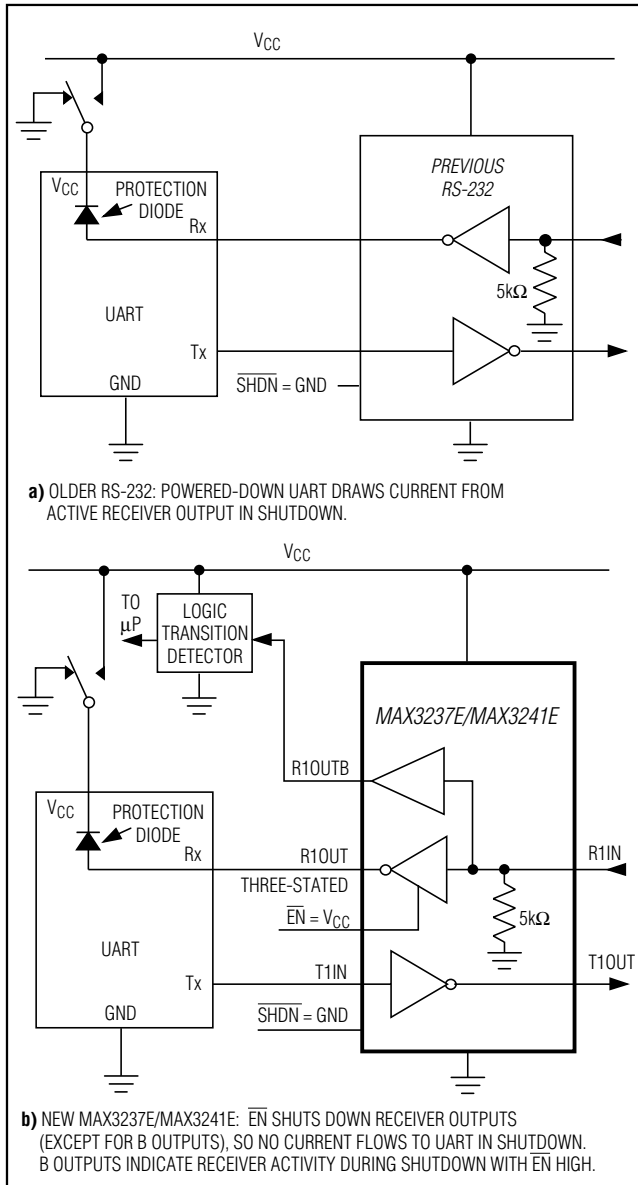 VCC
PREVIOUS
RS-232
VCC
PROTECTION
DIODE
Rx
5kΩ
UART
Tx
GND
SHDN = GND
a) OLDER RS-232: POWERED-DOWN UART DRAWS CURRENT FROM
ACTIVE RECEIVER OUTPUT IN SHUTDOWN.
VCC
TO
µP
LOGIC
TRANSITION
DETECTOR
MAX3237E/MAX3241E
R1OUTB
VCC
PROTECTION
DIODE
Rx
R1OUT
R1IN
THREE-STATED
EN = VCC
5kΩ
UART
Tx
T1IN
T1OUT
GND
SHDN = GND
b) NEW MAX3237E/MAX3241E: EN SHUTS DOWN RECEIVER OUTPUTS
(EXCEPT FOR B OUTPUTS), SO NO CURRENT FLOWS TO UART IN SHUTDOWN.
B OUTPUTS INDICATE RECEIVER ACTIVITY DURING SHUTDOWN WITH EN HIGH.